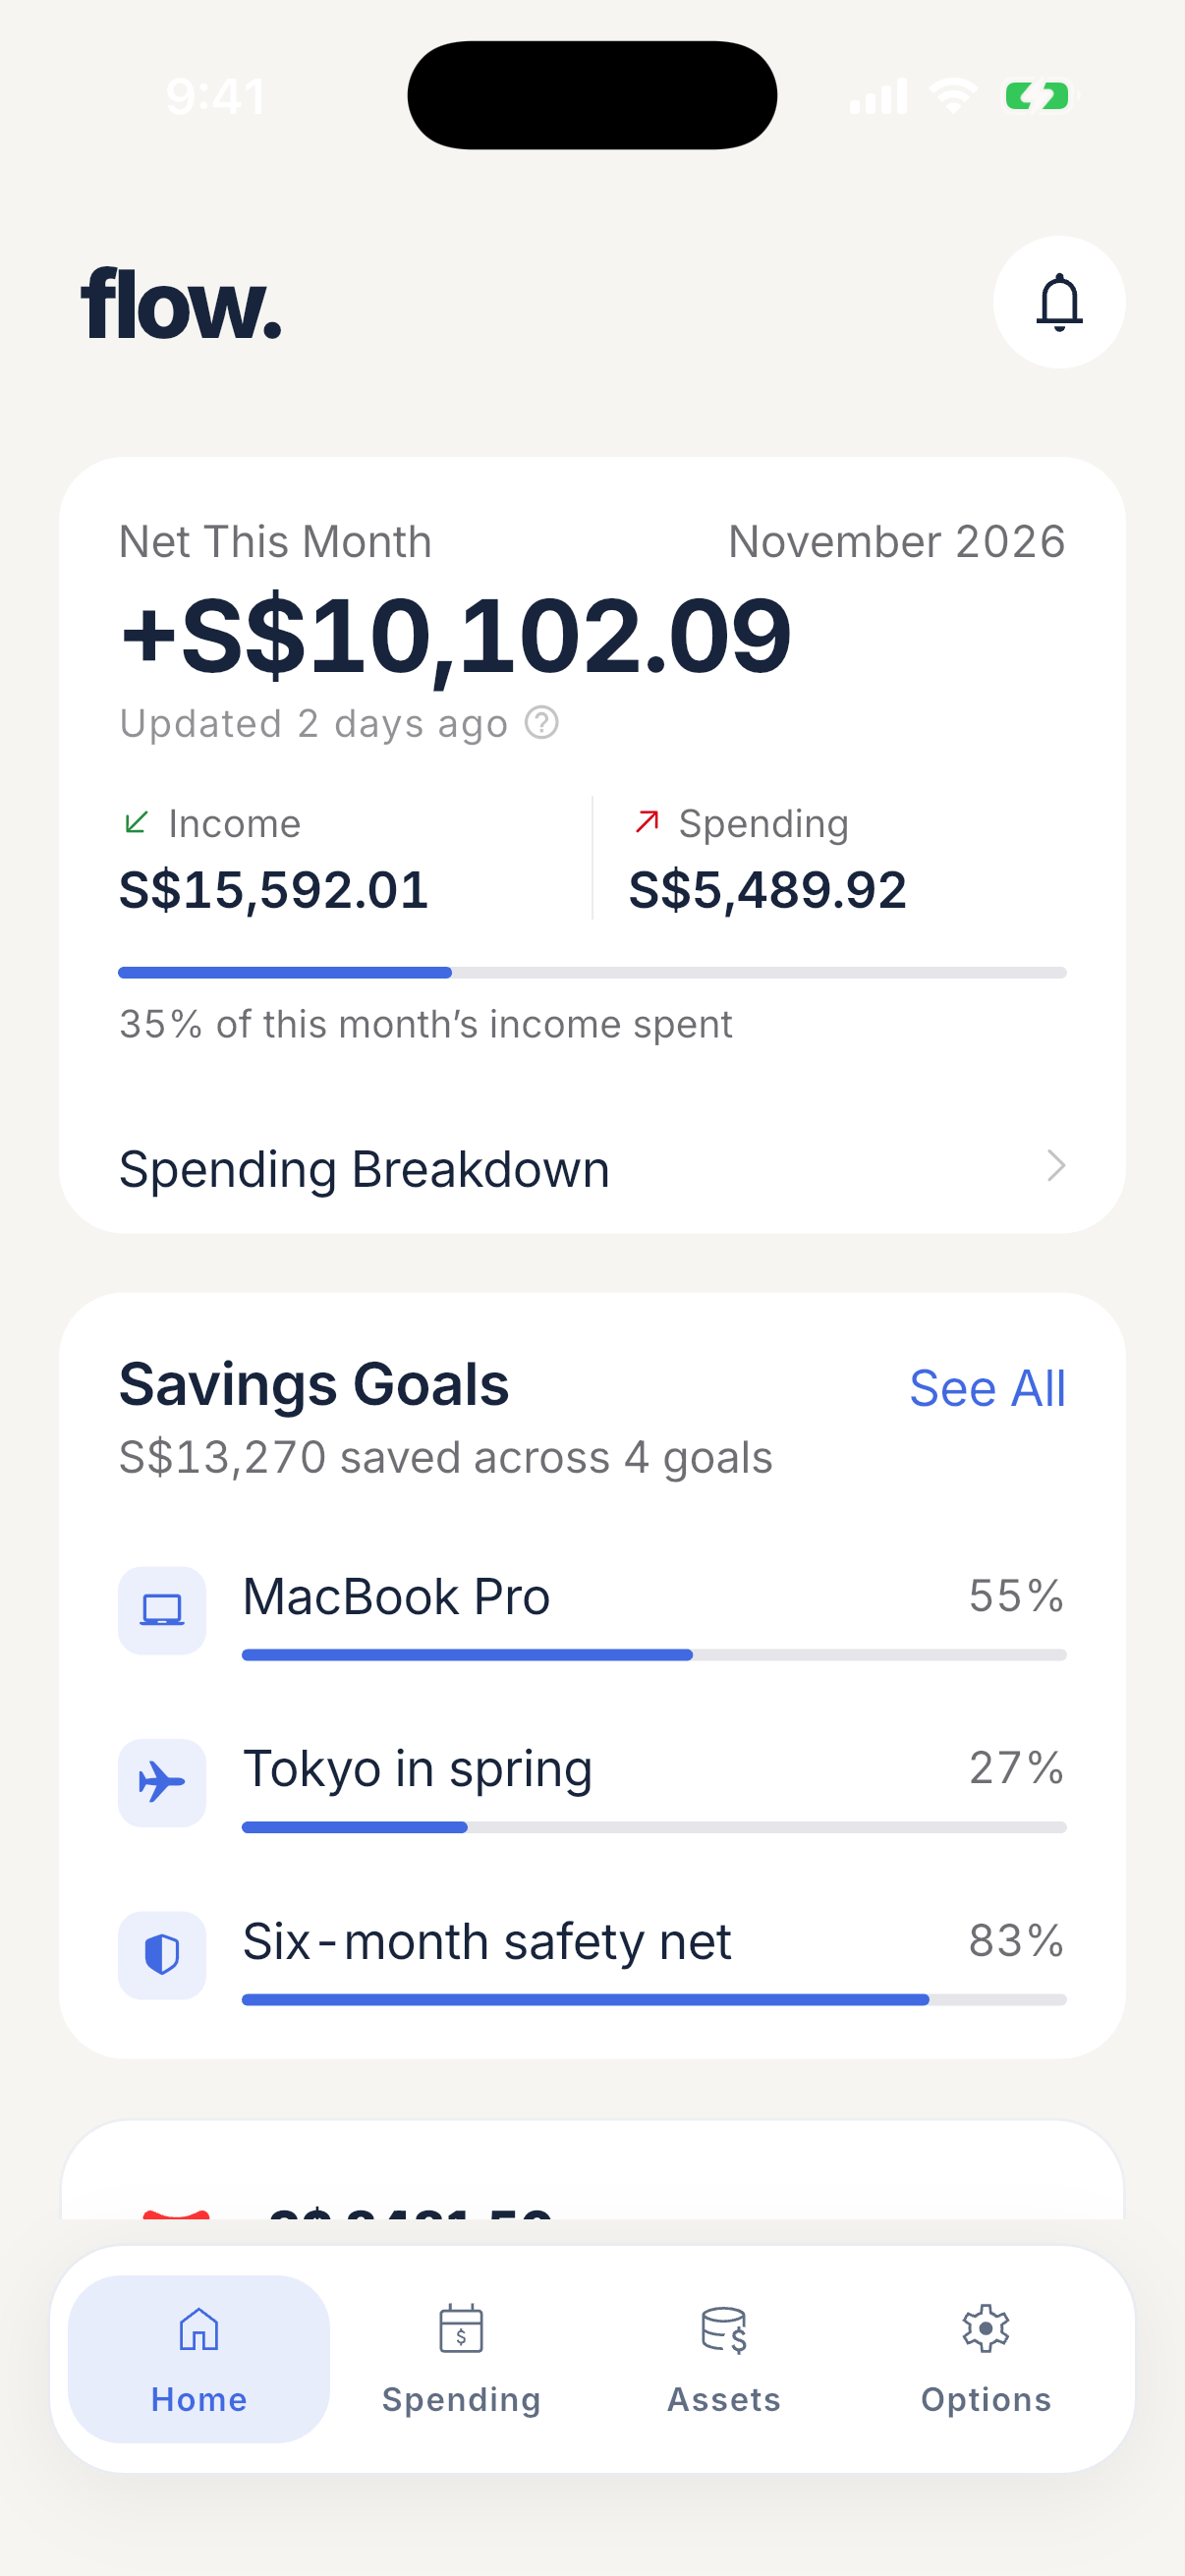 9:41
flow.
Net This Month
November 2026
+S$10,102.09
Updated 2 days ago
Income
Spending
S$15,592.01
S$5,489.92
35% of this month’s income spent
Spending Breakdown
Savings Goals
See All
S$13,270 saved across 4 goals
MacBook Pro
55%
Tokyo in spring
27%
Six-month safety net
83%
Home
Spending
Assets
Options